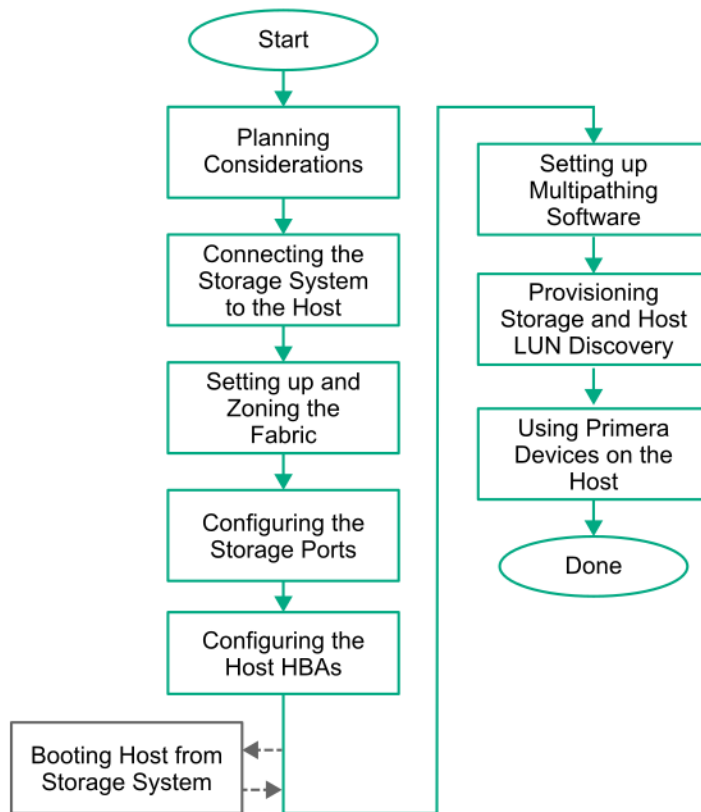 Start
Planning
Considerations
Connecting the
Storage System
to the Host
Setting up and
Zoning the
Fabric
Configuring the
Storage Ports
Configuring the
Host HBAs
Booting Host from
Storage System
Setting up
Multipathing
Software
Provisioning
Storage and Host
LUN Discovery
Using Primera
Devices on the
Host
Done